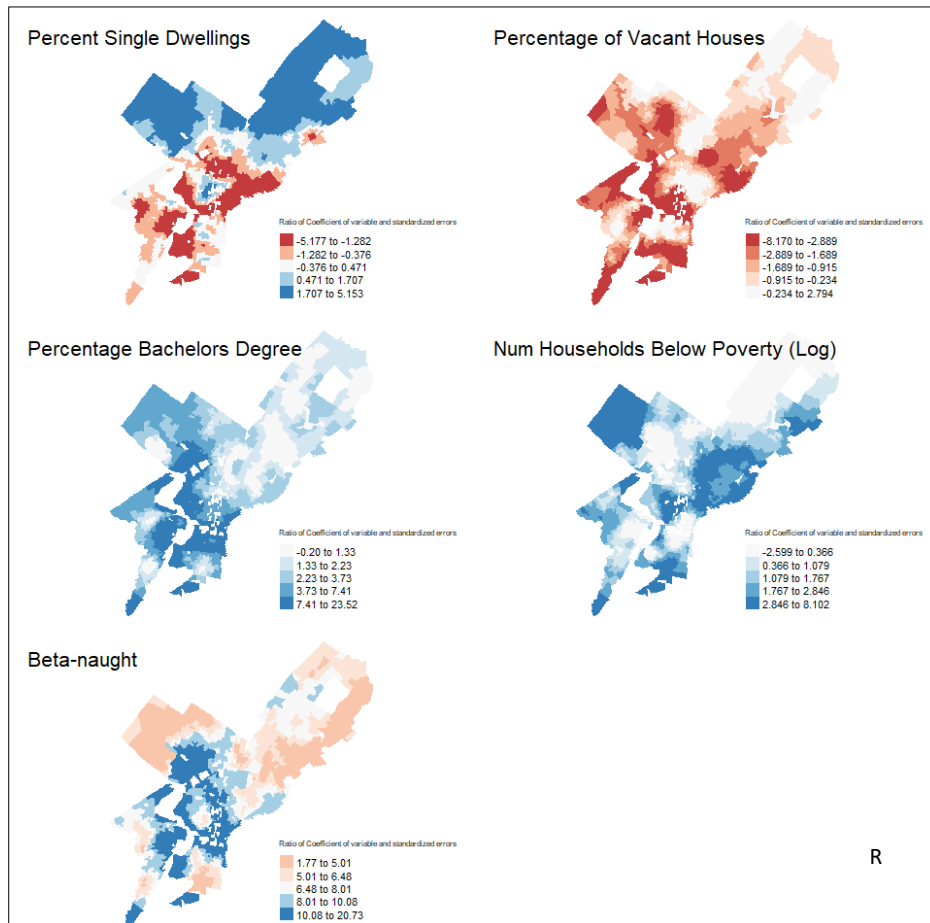 Percent Single Dwellings
Ratio of Coefficient of variable and standardized errors
-5.177 to -1.282
-1.282 to -0.376
-0.376 to 0.471
0.471 to 1.707
1.707 to 5.153
Percentage of Vacant Houses
Ratio of Coefficient of variable and standardized errors
-8.170 to -2.889
-2.889 to -1.689
-1.689 to -0.915
-0.915 to -0.234
-0.234 to 2.794
Percentage Bachelors Degree
Ratio of Coefficient of variable and standardized errors
-0.20 to 1.33
1.33 to 2.23
2.23 to 3.73
3.73 to 7.41
7.41 to 23.52
Num Households Below Poverty (Log)
Ratio of Coefficient of variable and standardized errors
-2.599 to 0.366
0.366 to 1.079
1.079 to 1.767
1.767 to 2.846
2.846 to 8.102
Beta-naught
Ratio of Coefficient of variable and standardized errors
1.77 to 5.01
5.01 to 6.48
6.48 to 8.01
8.01 to 10.08
10.08 to 20.73
R